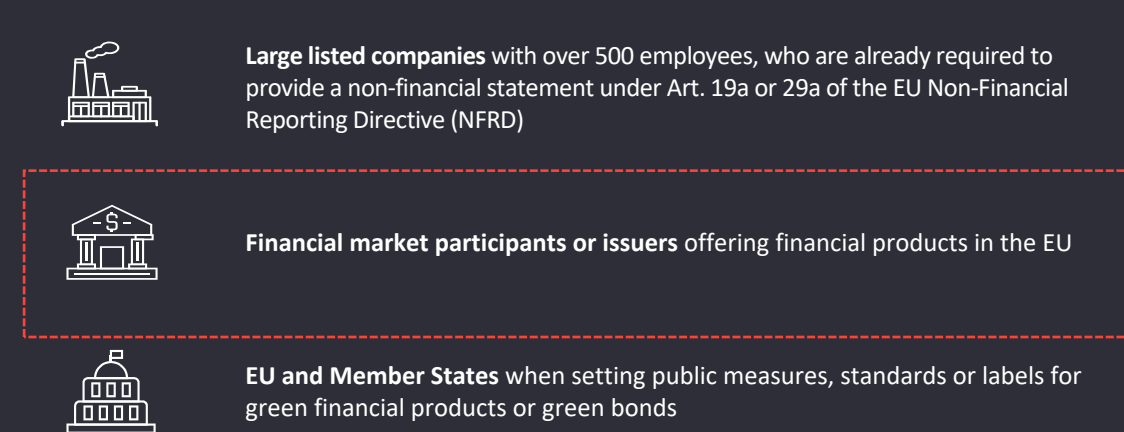 Large listed companies with over 500 employees, who are already required to
provide a non-financial statement under Art. 19a or 29a of the EU Non-Financial
Reporting Directive (NFRD)
-$-
Financial market participants or issuers offering financial products in the EU
EU and Member States when setting public measures, standards or labels for
green financial products or green bonds